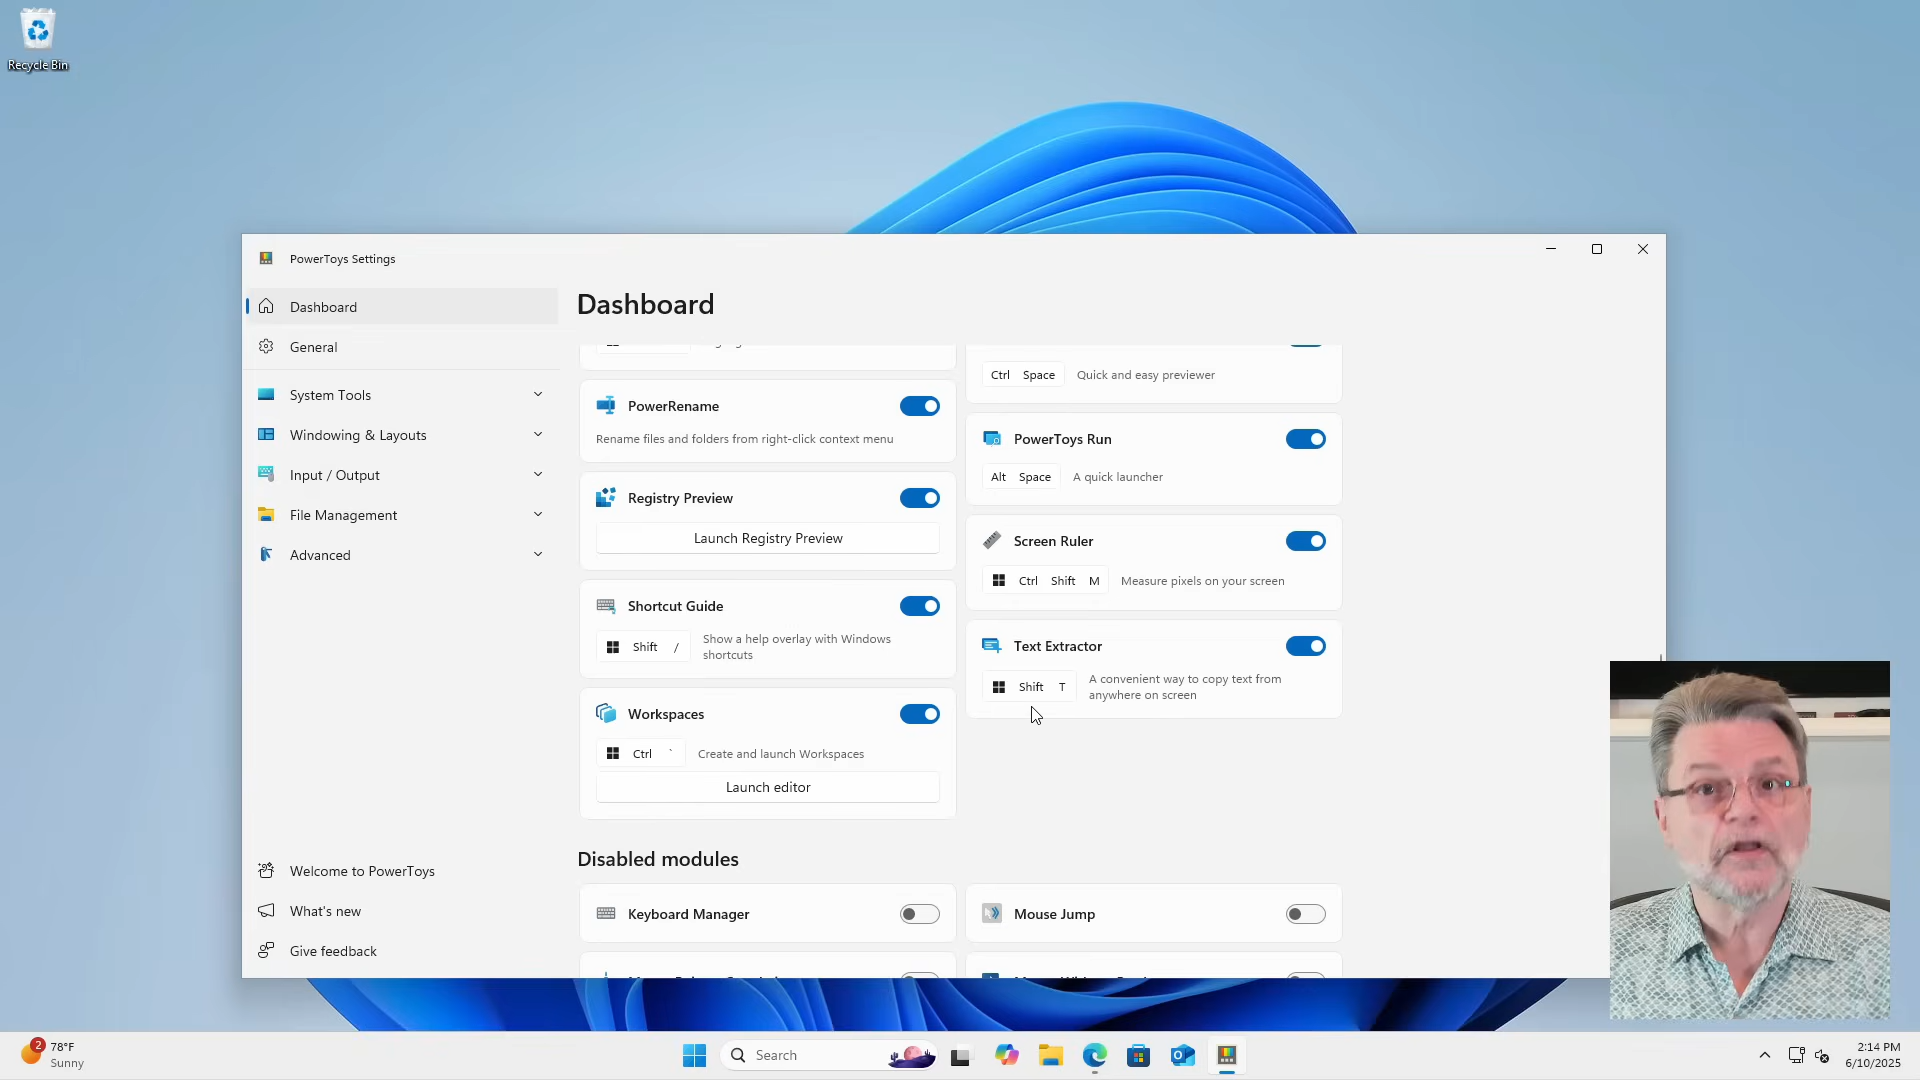 Recycle Bin
PowerToys Settings
Dashboard
General
System Tools
Windowing & Layouts
Input / Output
File Management
Advanced
Welcome to PowerToys
What's new
Give feedback
Dashboard
PowerRename
Rename files and folders from right-click context menu
Registry Preview
Launch Registry Preview
Shortcut Guide
Shift /
Show a help overlay with Windows
shortcuts
Workspaces
Ctrl ` Create and launch Workspaces
Launch editor
Ctrl Space Quick and easy previewer
PowerToys Run
Alt Space A quick launcher
Screen Ruler
Ctrl Shift M Measure pixels on your screen
Text Extractor
Shift T
A convenient way to copy text from
anywhere on screen
Disabled modules
Keyboard Manager
Mouse Jump
2
78°F
Sunny
Search
2:14 PM
6/10/2025